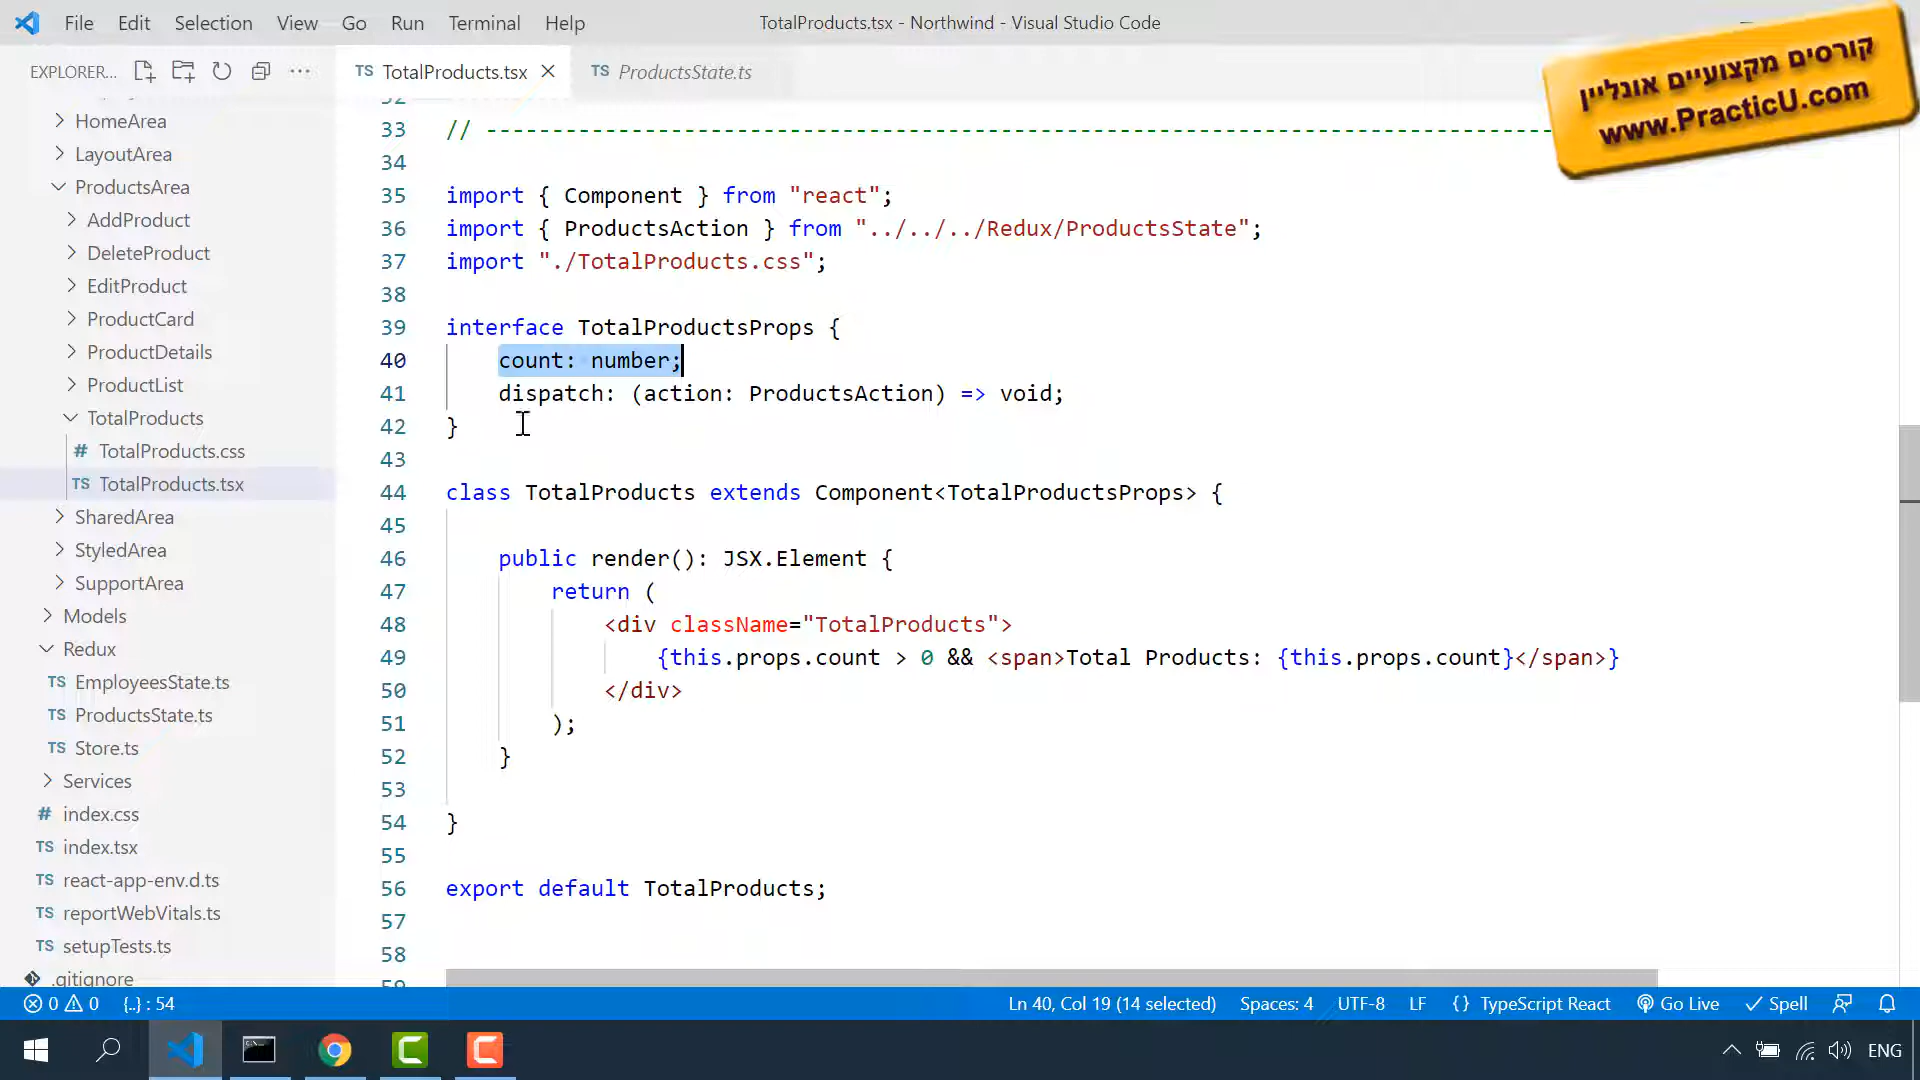 File Edit Selection View Go Run Terminal Help
TotalProducts.tsx - Northwind - Visual Studio Code
קורסים מקצועיים אונליין
www.PracticU.com
EXPLORER...
TS TotalProducts.tsx
TS ProductsState.ts
HomeArea
LayoutArea
ProductsArea
AddProduct
DeleteProduct
EditProduct
ProductCard
ProductDetails
ProductList
TotalProducts
# TotalProducts.css
TS TotalProducts.tsx
SharedArea
StyledArea
SupportArea
Models
Redux
TS EmployeesState.ts
TS ProductsState.ts
TS Store.ts
Services
# index.css
TS index.tsx
TS react-app-env.d.ts
TS reportWebVitals.ts
TS setupTests.ts
.gitignore
33 // ---------------------------------------------------------------------------------
34
35 import { Component } from "react";
36 import { ProductsAction } from "../../../Redux/ProductsState";
37 import "./TotalProducts.css";
38
39 interface TotalProductsProps {
40 count: number;
41 dispatch: (action: ProductsAction) => void;
42 }
43
44 class TotalProducts extends Component<TotalProductsProps> {
45
46 public render(): JSX.Element {
47 return (
48 <div className="TotalProducts">
49 {this.props.count > 0 && <span>Total Products: {this.props.count}</span>}
50 </div>
51 );
52 }
53
54 }
55
56 export default TotalProducts;
57
58
0 0 {..} : 54
Ln 40, Col 19 (14 selected) Spaces: 4 UTF-8 LF { } TypeScript React Go Live Spell
ENG